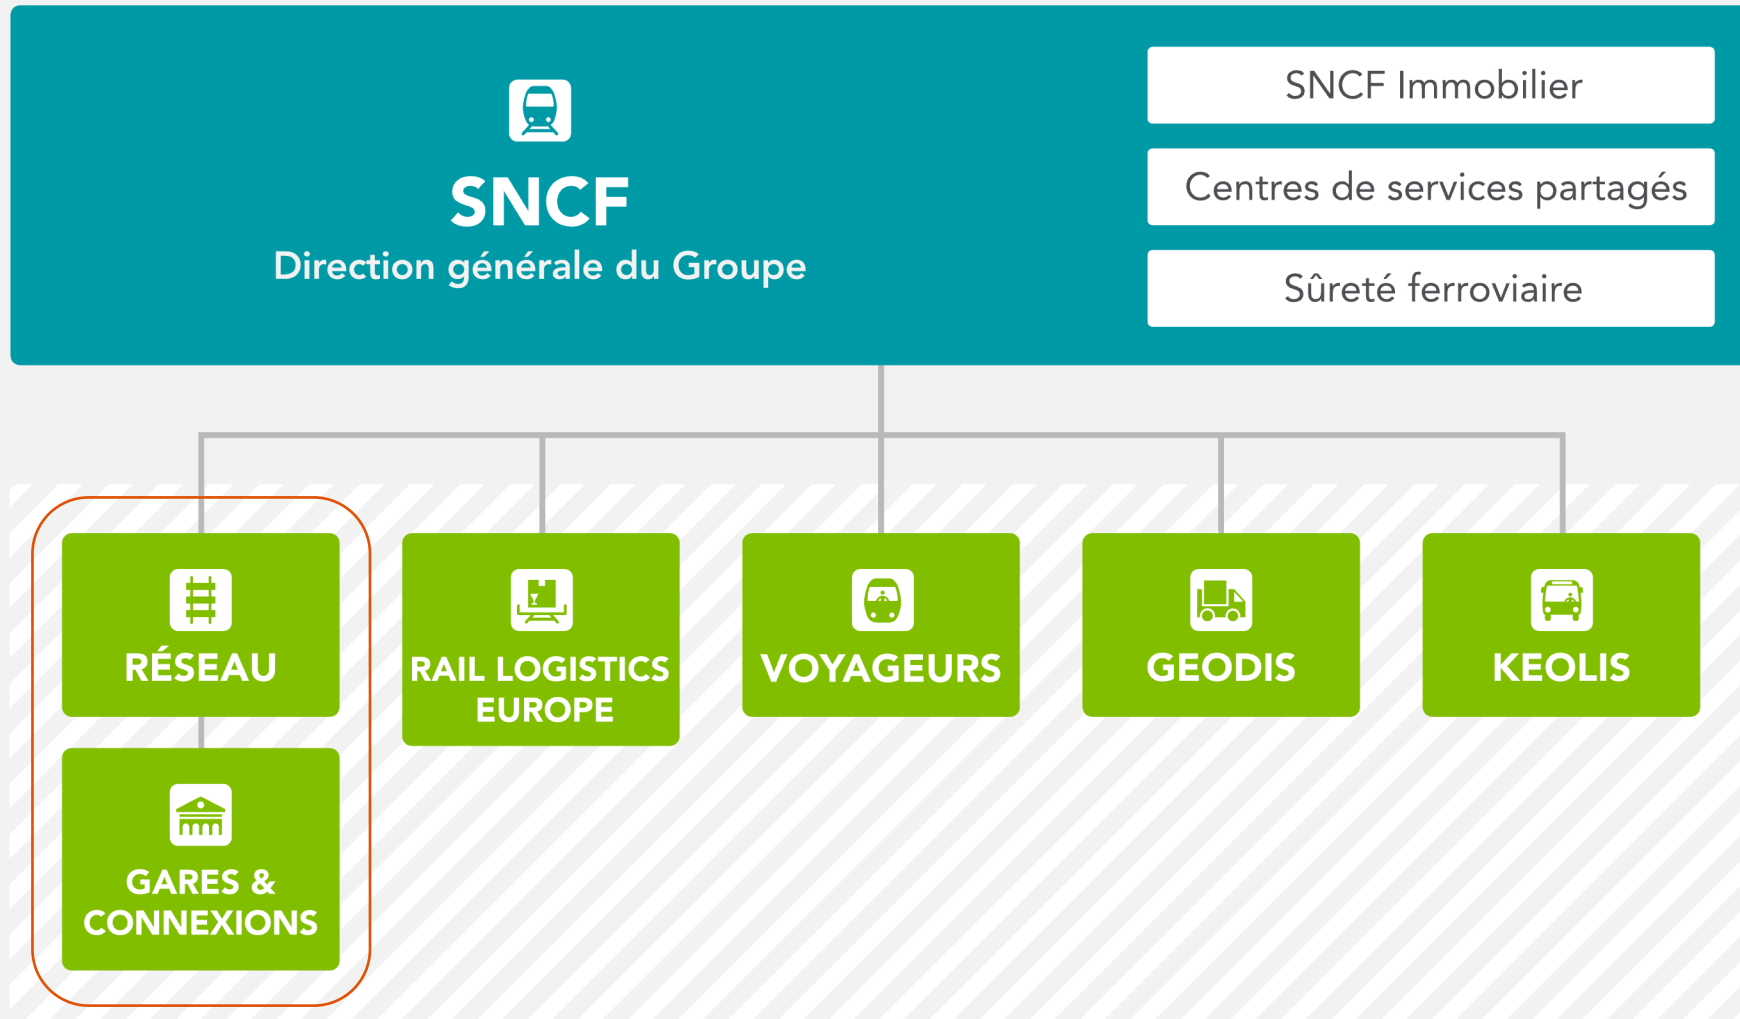 SNCF
Direction générale du Groupe
SNCF Immobilier
Centres de services partagés
Sûreté ferroviaire
RÉSEAU
RAIL LOGISTICS
EUROPE
VOYAGEURS
GEODIS
KEOLIS
GARES &
CONNEXIONS